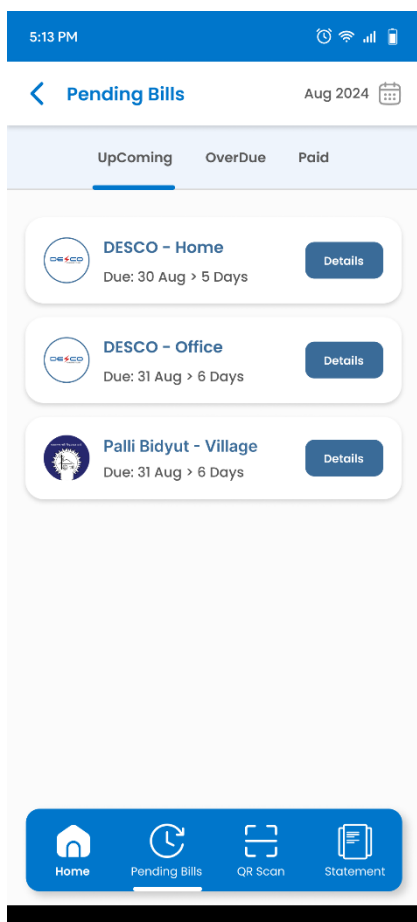 5:13 PM
Pending Bills
Aug 2024
UpComing OverDue Paid
DESCO
DESCO - Home
Due: 30 Aug > 5 Days
Details
DESCO
DESCO - Office
Due: 31 Aug > 6 Days
Details
Palli Bidyut - Village
Due: 31 Aug > 6 Days
Details
Home Pending Bills QR Scan Statement